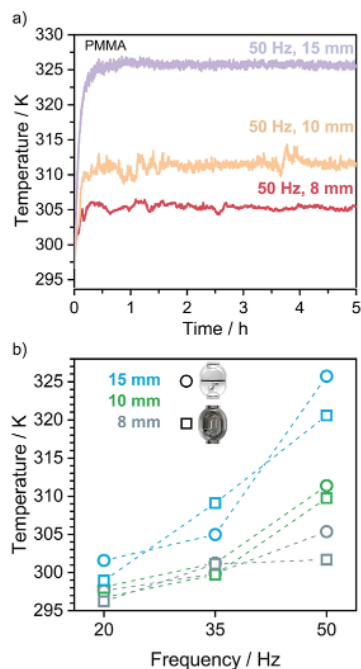 a)
PMMA
50 Hz, 15 mm
50 Hz, 10 mm
50 Hz, 8 mm
Temperature / K
325
320
315
310
305
300
295
0 1 2 3 4 5
Time / h
b)
15 mm
10 mm
8 mm
Temperature / K
325
320
315
310
305
300
295
20 35 50
Frequency / Hz